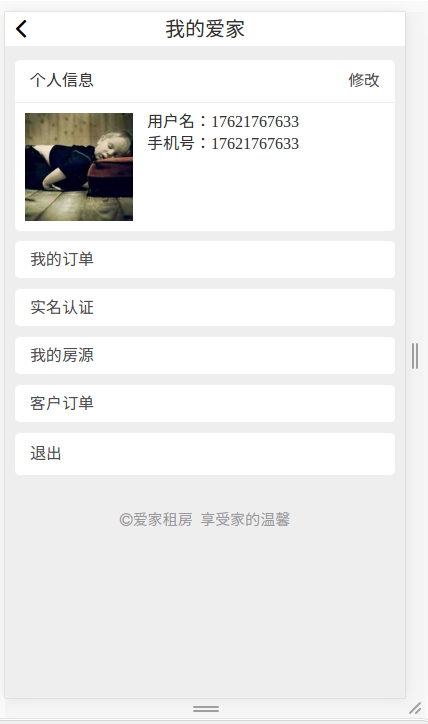 我的爱家
个人信息 修改
用户名：17621767633
手机号：17621767633
我的订单
实名认证
我的房源
客户订单
退出
©爱家租房 享受家的温馨